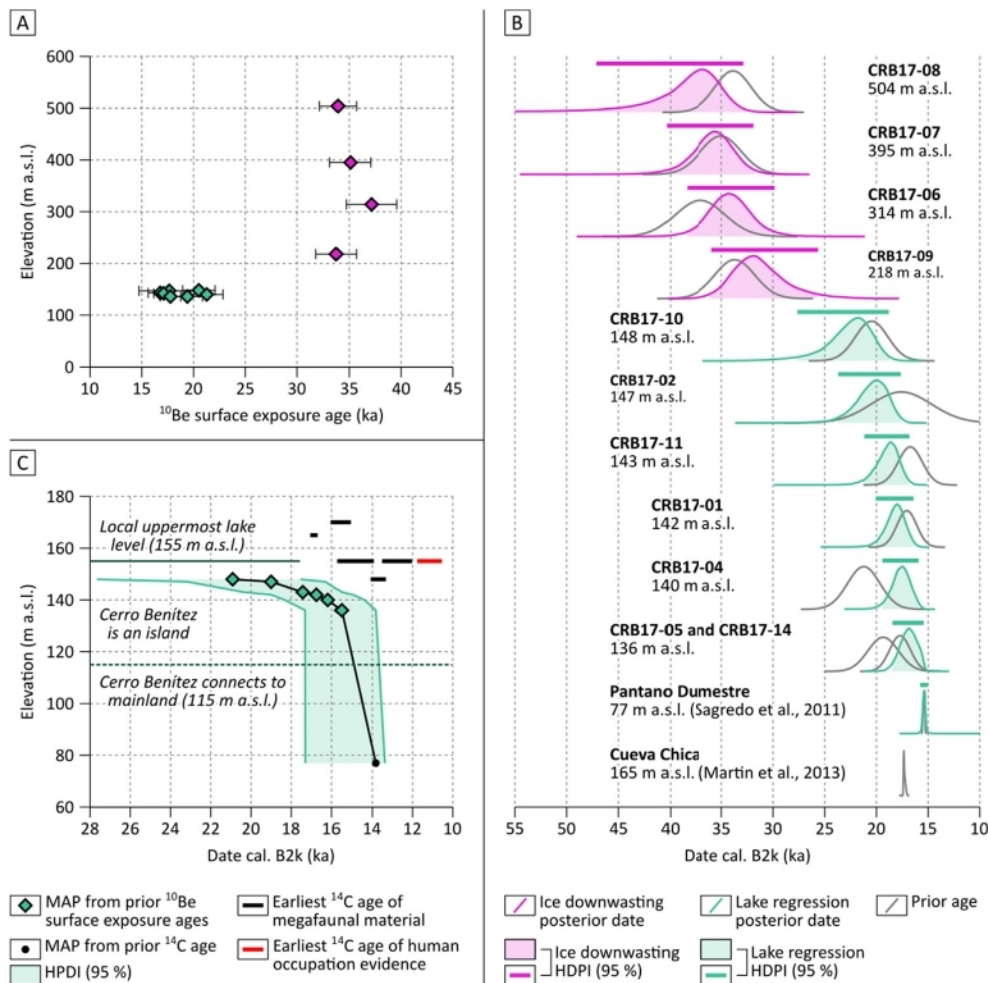 A
600
500
400
300
200
100
0
Elevation (m a.s.l.)
10 15 20 25 30 35 40 45
¹⁰Be surface exposure age (ka)
B
CRB17-08
504 m a.s.l.
CRB17-07
395 m a.s.l.
CRB17-06
314 m a.s.l.
CRB17-09
218 m a.s.l.
CRB17-10
148 m a.s.l.
CRB17-02
147 m a.s.l.
CRB17-11
143 m a.s.l.
CRB17-01
142 m a.s.l.
CRB17-04
140 m a.s.l.
CRB17-05 and CRB17-14
136 m a.s.l.
Pantano Dumestre
77 m a.s.l. (Sagredo et al., 2011)
Cueva Chica
165 m a.s.l. (Martin et al., 2013)
55 50 45 40 35 30 25 20 15 10
Date cal. B2k (ka)
C
180
160
140
120
100
80
60
Elevation (m a.s.l.)
Local uppermost lake
level (155 m a.s.l.)
Cerro Benítez
is an island
Cerro Benítez connects to
mainland (115 m a.s.l.)
28 26 24 22 20 18 16 14 12 10
Date cal. B2k (ka)
MAP from prior ¹⁰Be
surface exposure ages
MAP from prior ¹⁴C age
HPDI (95 %)
Earliest ¹⁴C age of
megafaunal material
Earliest ¹⁴C age of human
occupation evidence
Ice downwasting
posterior date
Lake regression
posterior date
Prior age
Ice downwasting
HDPI (95 %)
Lake regression
HDPI (95 %)